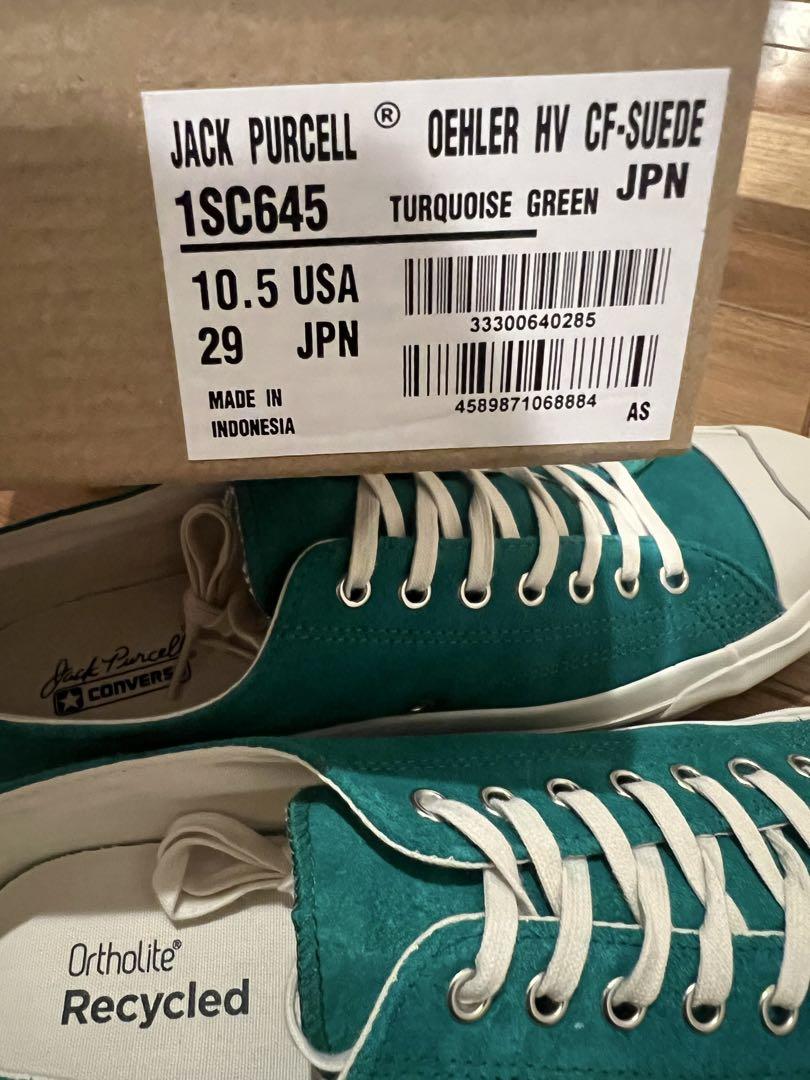 JACK PURCELL® OEHLER HV CF-SUEDE
1SC645 TURQUOISE GREEN JPN
10.5 USA
33300640285
29 JPN
4589871068884 AS
MADE IN
INDONESIA
Jack Purcell
CONVERS
Ortholite®
Recycled